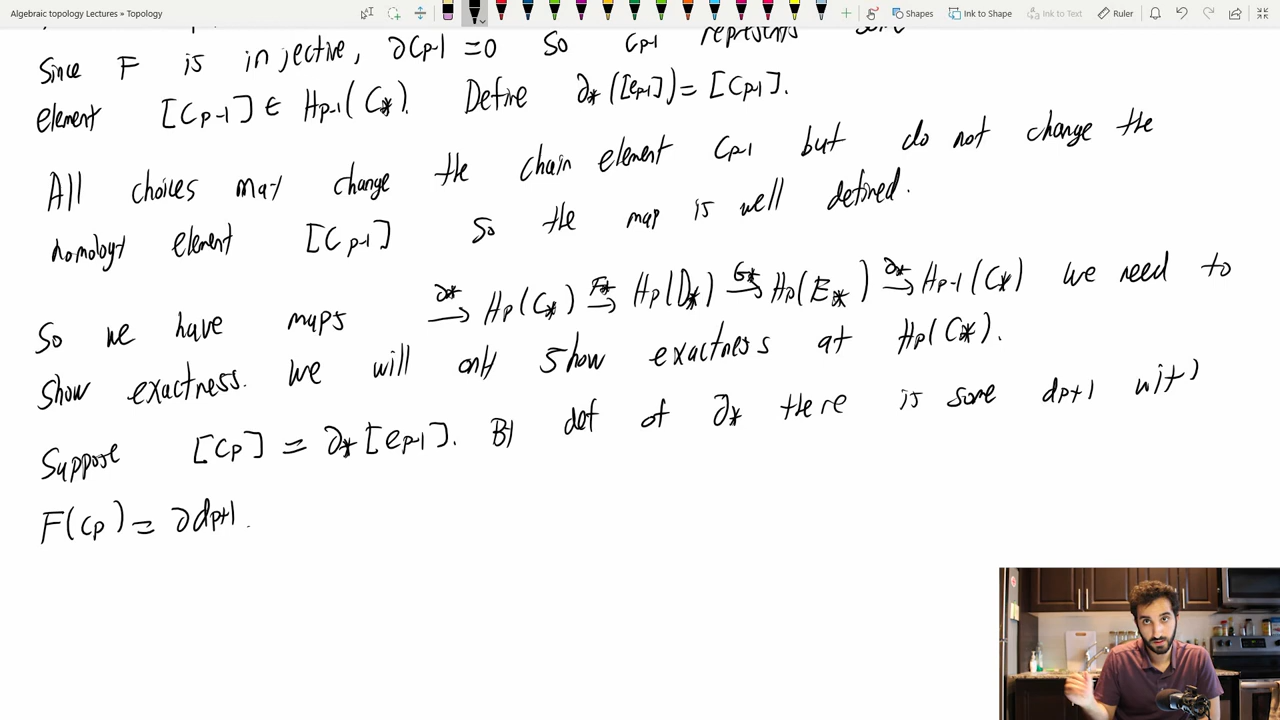 Algebraic topology Lectures » Topology
Shapes Ink to Shape Ink to Text Ruler
Since F is injective, ∂Cp-1 = 0 so Cp-1 represents some
element [Cp-1] ∈ Hp-1(C*). Define ∂*([ep]) = [Cp-1].
All choices may change the chain element Cp-1 but do not change the
homology element [Cp-1] so the map is well defined.
So we have maps →∂* Hp(C*) →F* Hp(D*) →G* Hp(E*) →∂* Hp-1(C*) we need to
show exactness. We will only show exactness at Hp(C*).
Suppose [Cp] = ∂*[ep-1]. By def of ∂* there is some dp+1 with
F(Cp) = ∂dp+1.